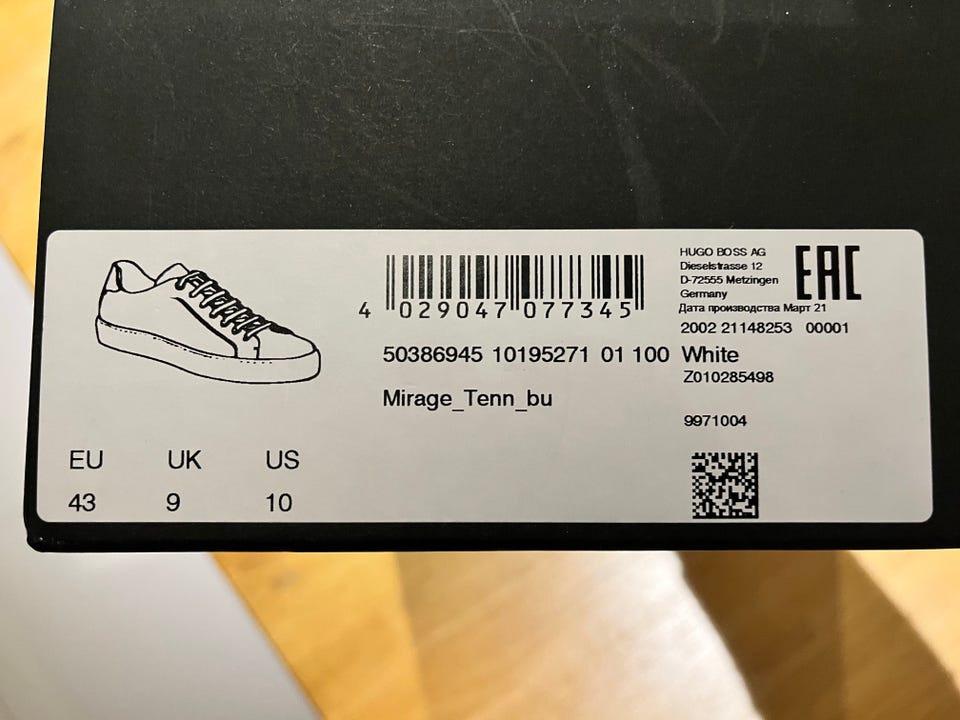 4 029047 077345
50386945 10195271 01 100 White
Mirage_Tenn_bu
HUGO BOSS AG
Dieselstrasse 12
D-72555 Metzingen
Germany
Дата производства Март 21
2002 21148253 00001
Z010285498
9971004
EAC
EU UK US
43 9 10